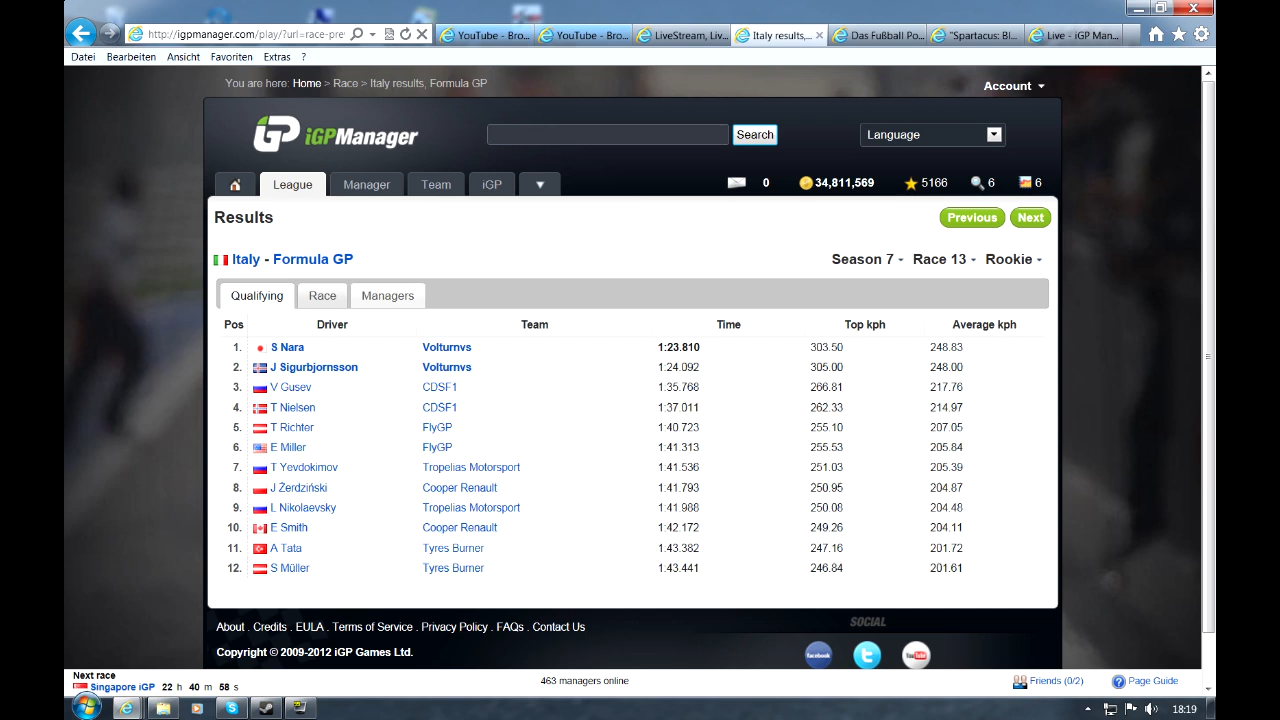 http://igpmanager.com/play/?url=race-pre
YouTube - Bro...
YouTube - Bro...
LiveStream, Liv...
Italy results,...
Das Fußball Po...
"Spartacus: Bl...
Live - iGP Man...
Datei Bearbeiten Ansicht Favoriten Extras ?
You are here: Home > Race > Italy results, Formula GP
Account
iGPManager
Search
Language
League Manager Team iGP
0 34,811,569 5166 6 6
Results
Previous Next
Italy - Formula GP
Season 7 Race 13 Rookie
Qualifying Race Managers
Pos Driver Team Time Top kph Average kph
1. S Nara Volturnvs 1:23.810 303.50 248.83
2. J Sigurbjornsson Volturnvs 1:24.092 305.00 248.00
3. V Gusev CDSF1 1:35.768 266.81 217.76
4. T Nielsen CDSF1 1:37.011 262.33 214.97
5. T Richter FlyGP 1:40.723 255.10 207.05
6. E Miller FlyGP 1:41.313 255.53 205.84
7. T Yevdokimov Tropelias Motorsport 1:41.536 251.03 205.39
8. J Żerdziński Cooper Renault 1:41.793 250.95 204.87
9. L Nikolaevsky Tropelias Motorsport 1:41.988 250.08 204.48
10. E Smith Cooper Renault 1:42.172 249.26 204.11
11. A Tata Tyres Burner 1:43.382 247.16 201.72
12. S Müller Tyres Burner 1:43.441 246.84 201.61
About . Credits . EULA . Terms of Service . Privacy Policy . FAQs . Contact Us
SOCIAL
Copyright © 2009-2012 iGP Games Ltd.
facebook
YouTube
Next race
Singapore iGP 22 h 40 m 58 s
463 managers online
Friends (0/2)
Page Guide
18:19